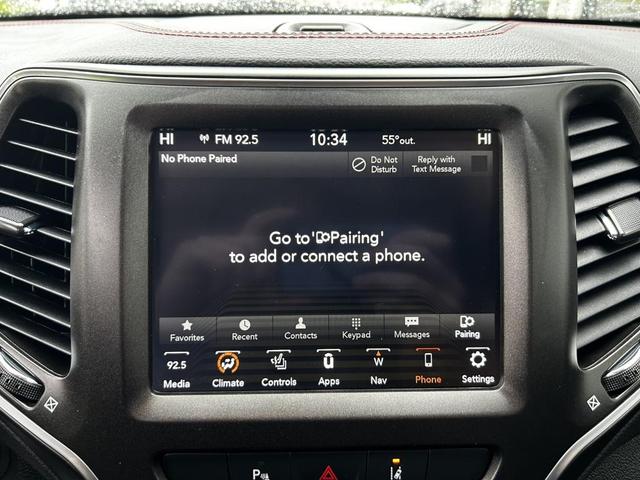 HI FM 92.5 10:34 55°out. HI
No Phone Paired
Do Not Disturb
Reply with Text Message
Go to 'Pairing'
to add or connect a phone.
Favorites Recent Contacts Keypad Messages Pairing
92.5 W
Media Climate Controls Apps Nav Phone Settings
P